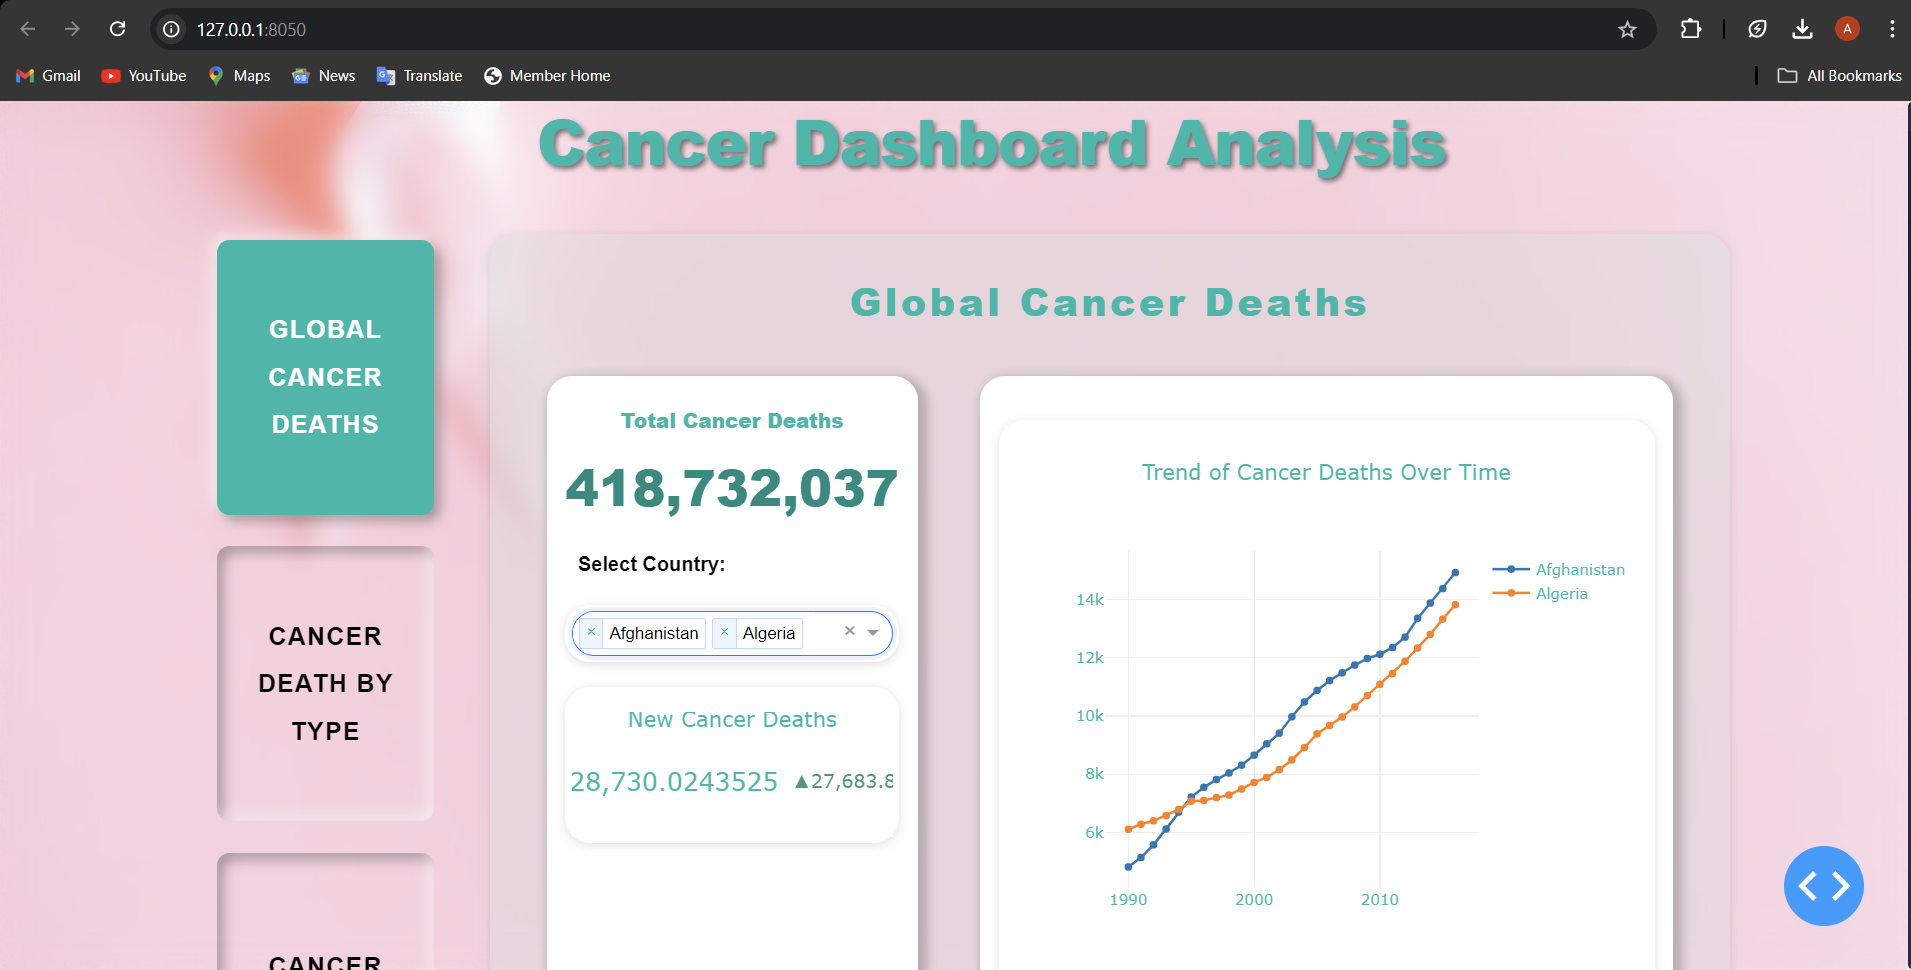 127.0.0.1:8050
A
Gmail
YouTube
Maps
News
Translate
Member Home
All Bookmarks
Cancer Dashboard Analysis
GLOBAL
CANCER
DEATHS
CANCER
DEATH BY
TYPE
CANCER
Global Cancer Deaths
Total Cancer Deaths
418,732,037
Select Country:
× Afghanistan × Algeria ×
New Cancer Deaths
28,730.0243525 ▲27,683.8
Trend of Cancer Deaths Over Time
Afghanistan
Algeria
14k
12k
10k
8k
6k
1990 2000 2010